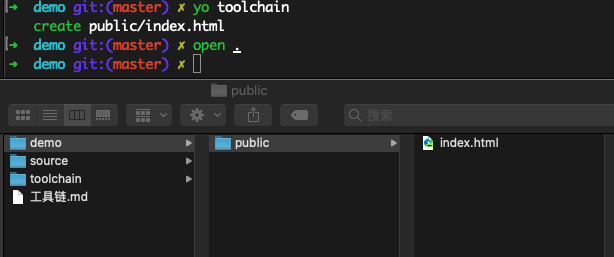 → demo git:(master) ✗ yo toolchain
create public/index.html
→ demo git:(master) ✗ open .
→ demo git:(master) ✗
public
搜索
demo
public
index.html
source
toolchain
工具链.md